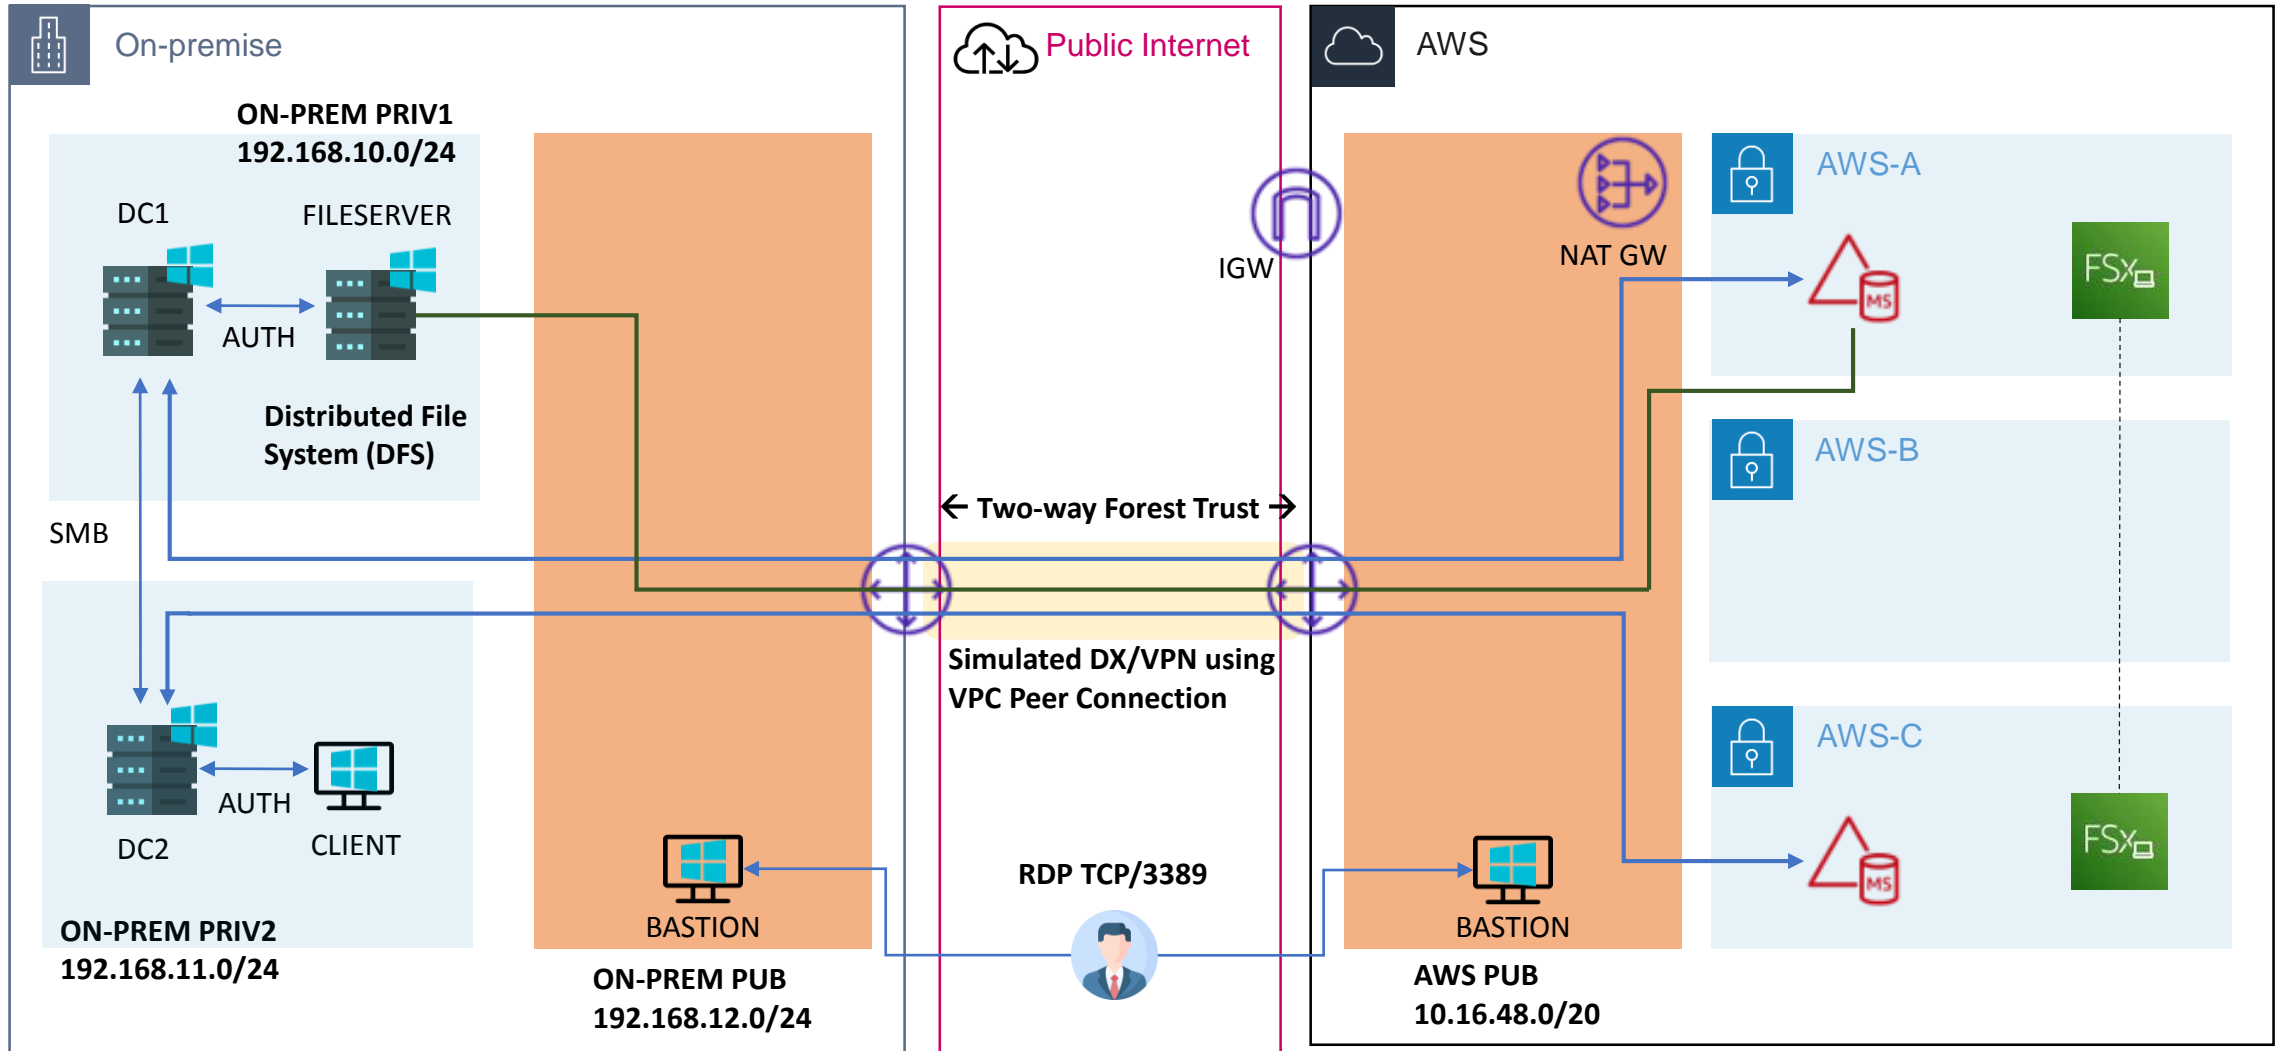 On-premise
Public Internet
AWS
ON-PREM PRIV1
192.168.10.0/24
DC1
FILESERVER
AUTH
Distributed File
System (DFS)
SMB
DC2
AUTH
CLIENT
ON-PREM PRIV2
192.168.11.0/24
BASTION
ON-PREM PUB
192.168.12.0/24
← Two-way Forest Trust →
Simulated DX/VPN using
VPC Peer Connection
RDP TCP/3389
IGW
NAT GW
BASTION
AWS PUB
10.16.48.0/20
AWS-A
MS
FSx
AWS-B
AWS-C
MS
FSx